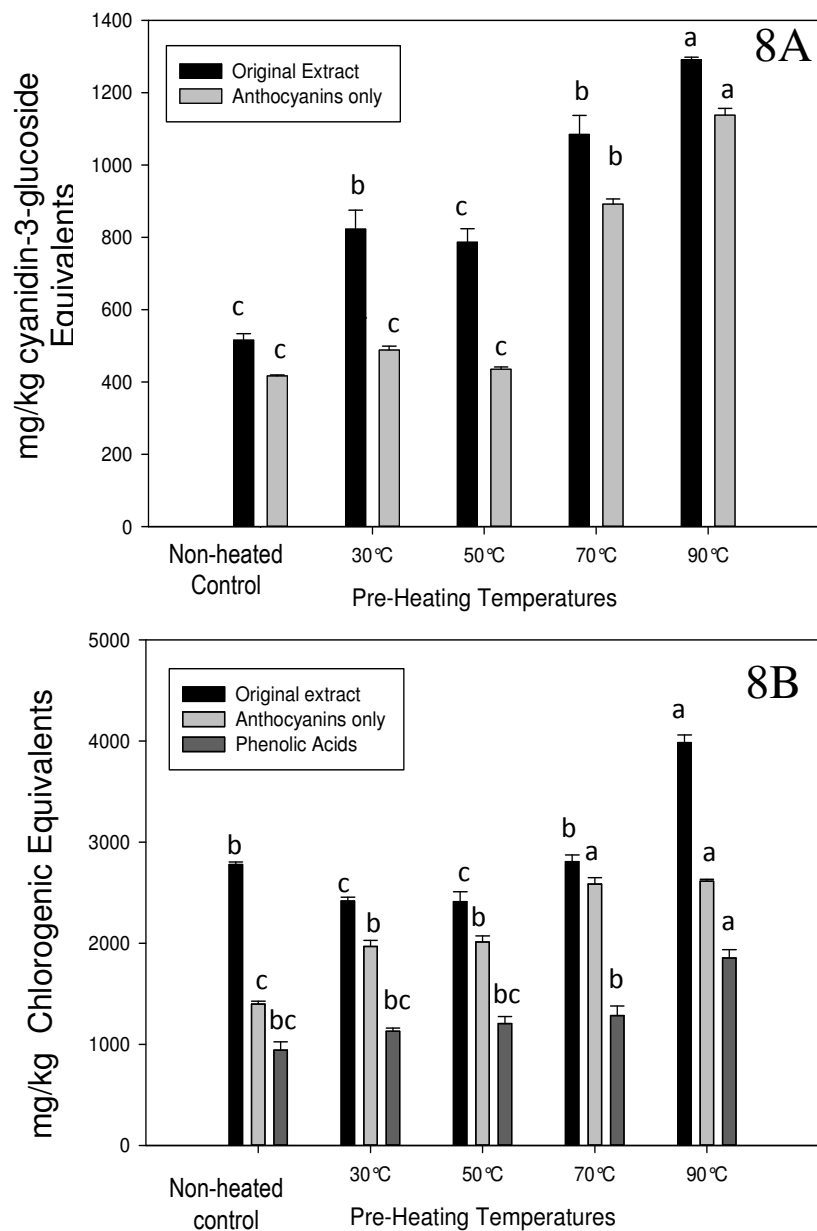 8A
Original Extract
Anthocyanins only
mg/kg cyanidin-3-glucoside
Equivalents
1400
1200
1000
800
600
400
200
0
c
c
b
c
c
c
b
b
a
a
Non-heated
Control
30°C
50°C
70°C
90°C
Pre-Heating Temperatures
8B
Original extract
Anthocyanins only
Phenolic Acids
mg/kg Chlorogenic Equivalents
5000
4000
3000
2000
1000
0
b
c
bc
c
b
bc
c
b
bc
b
a
b
a
a
a
Non-heated
control
30°C
50°C
70°C
90°C
Pre-Heating Temperatures